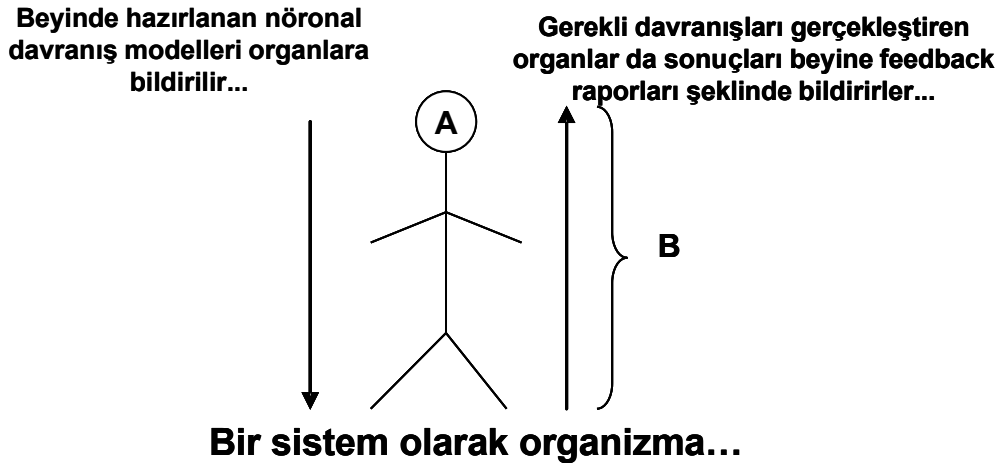 Beyinde hazırlanan nöronal
davranış modelleri organlara
bildirilir...
Gerekli davranışları gerçekleştiren
organlar da sonuçları beyine feedback
raporları şeklinde bildirirler...
A
B
Bir sistem olarak organizma…